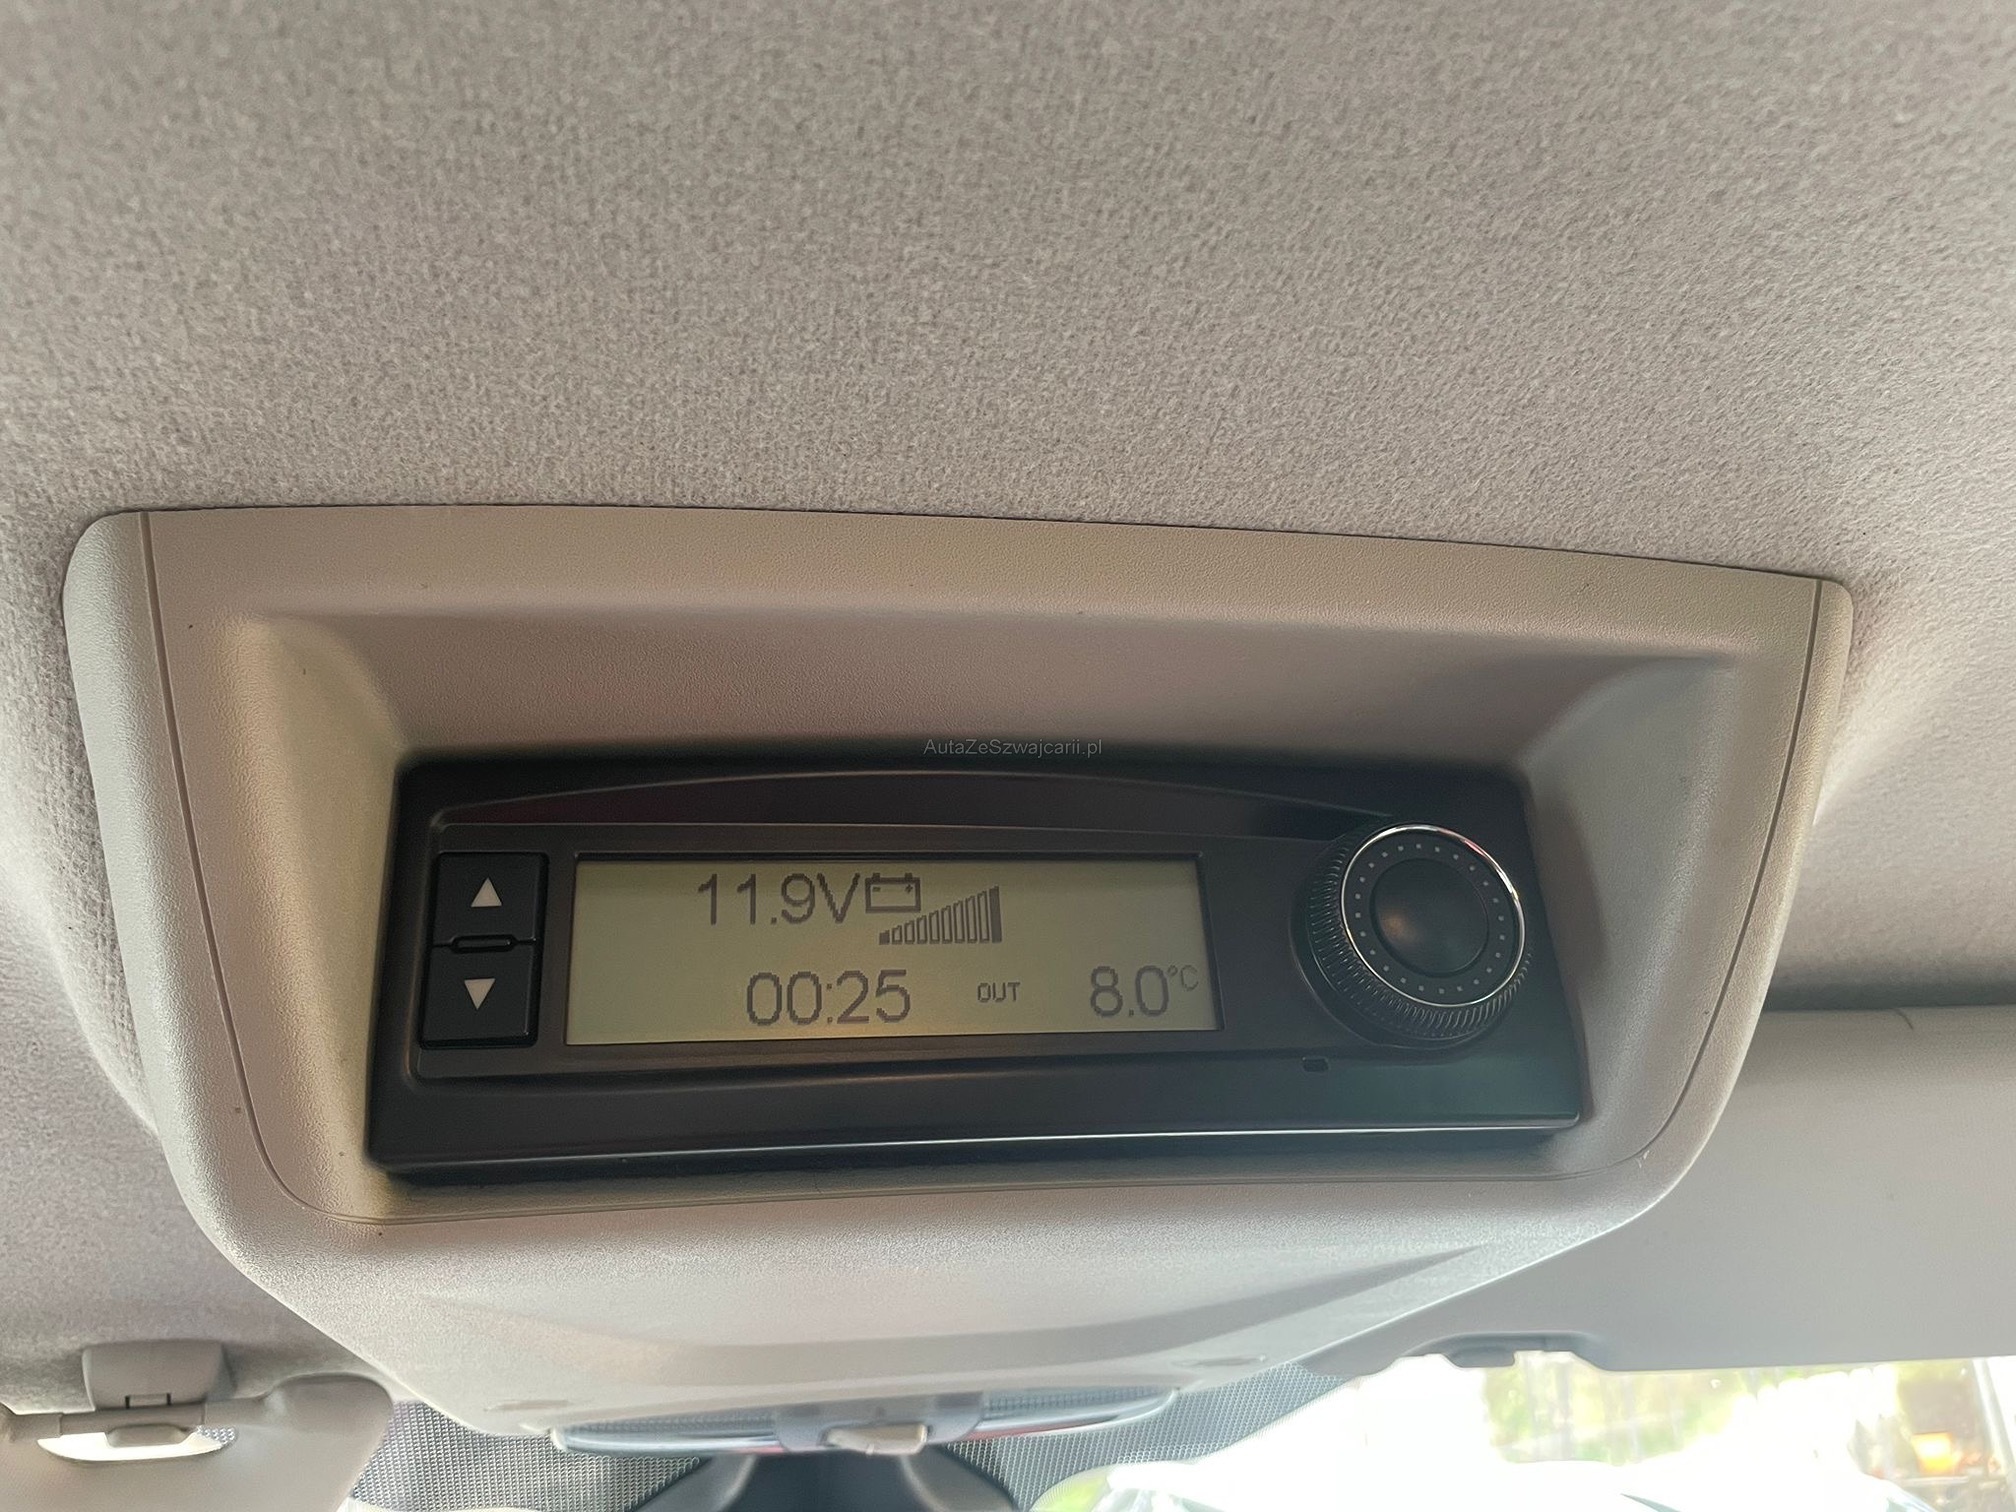 AutaZeSzwajcarii.pl
11.9V
00:25 OUT 8.0°C